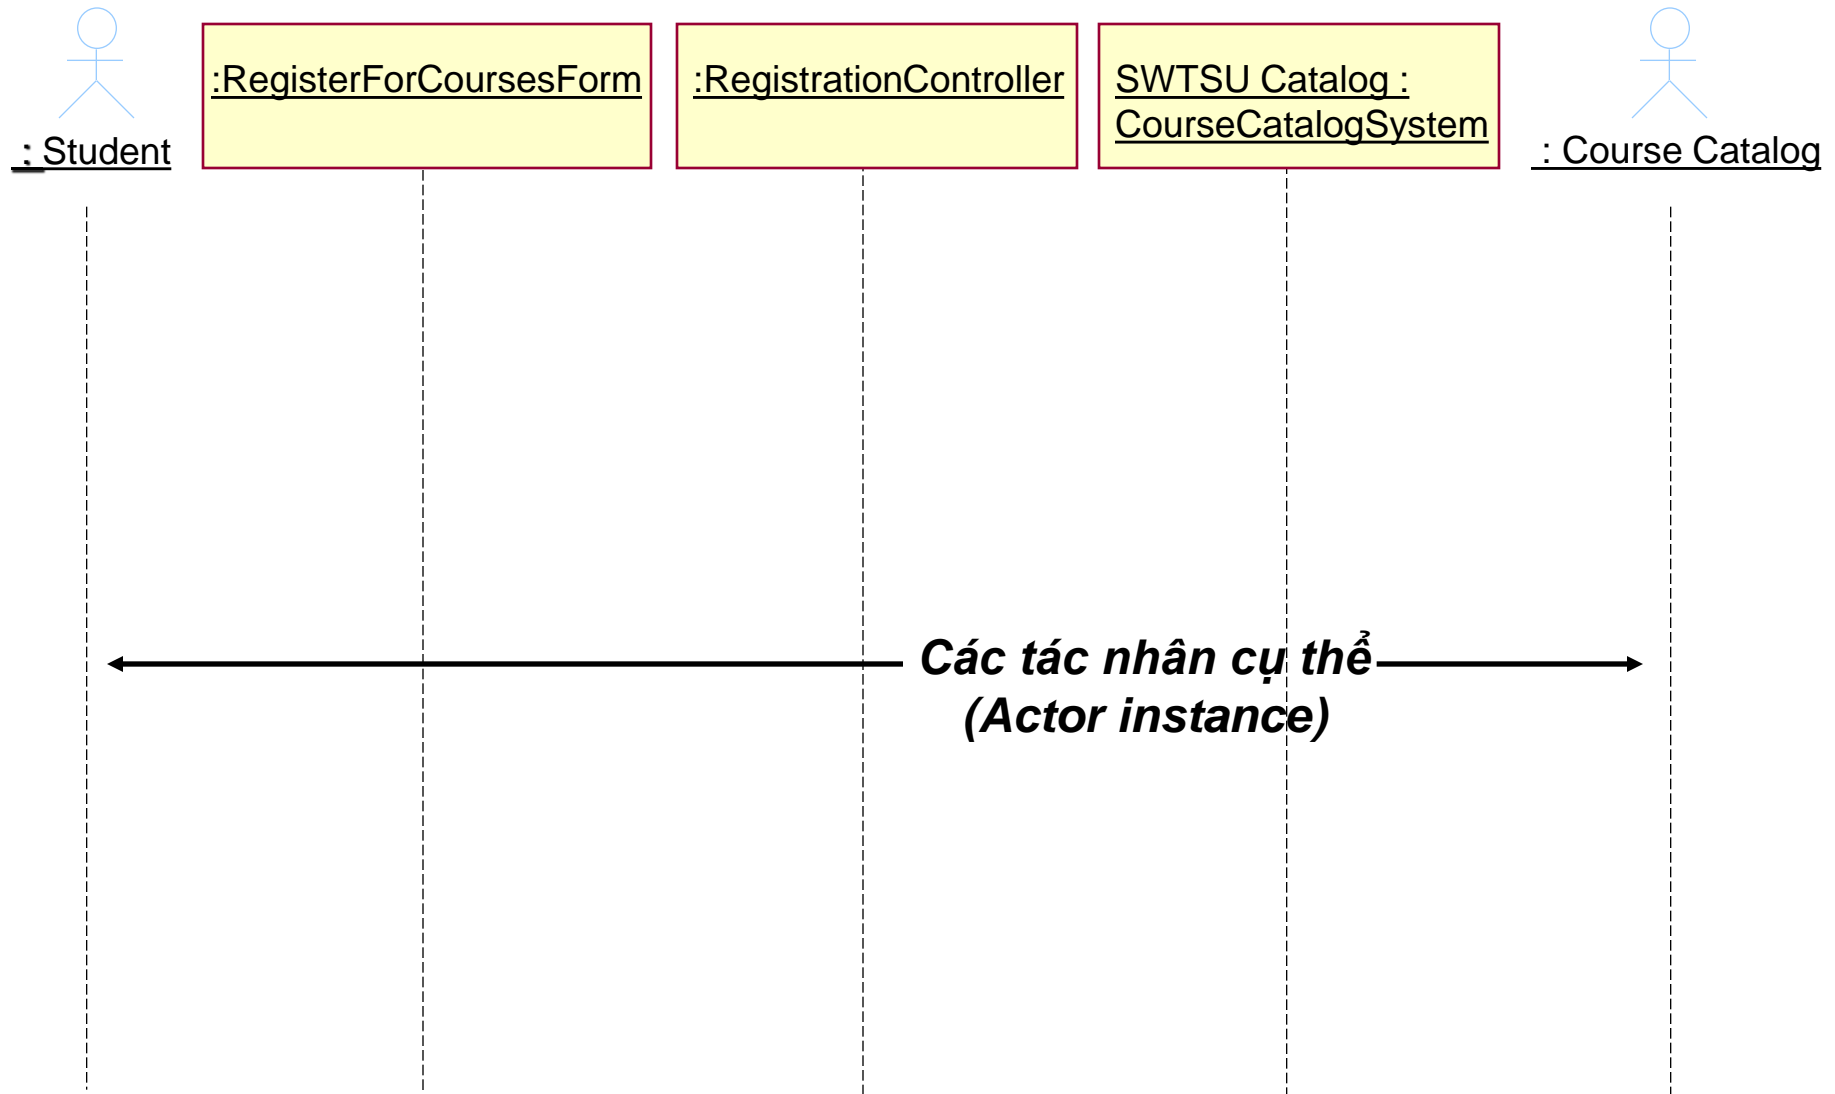 : Student
:RegisterForCoursesForm
:RegistrationController
SWTSU Catalog :
CourseCatalogSystem
: Course Catalog
Các tác nhân cụ thể
(Actor instance)